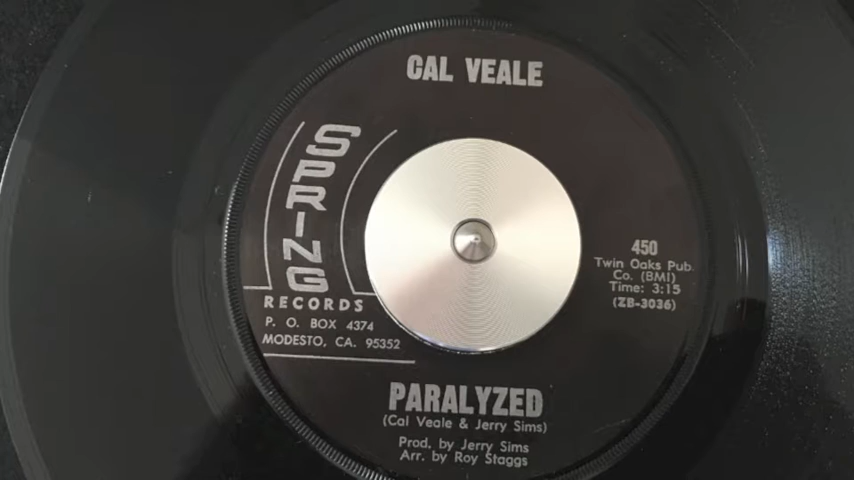 CAL VEALE
SPRING
RECORDS
P. O. BOX 4374
MODESTO, CA. 95352
450
Twin Oaks Pub.
Co. (BMI)
Time: 3:15
(ZB-3036)
PARALYZED
(Cal Veale & Jerry Sims)
Prod. by Jerry Sims
Arr. by Roy Staggs